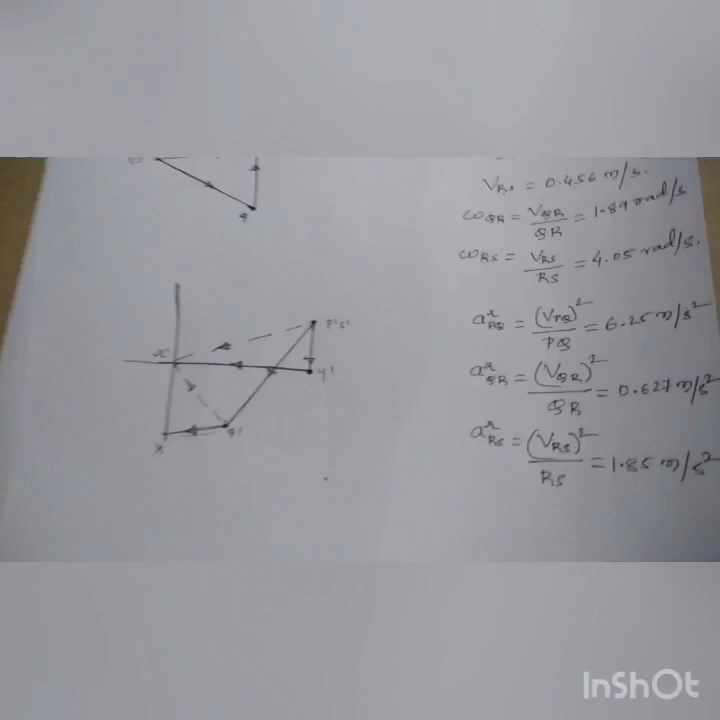 q
V_RS = 0.456 m/s.
ω_QR = V_QR / QR = 1.89 rad/s
ω_RS = V_RS / RS = 4.05 rad/s.
p's'
r'
y'
x
q'
a^r_PQ = (V_PQ)^2 / PQ = 6.25 m/s^2
a^r_QR = (V_QR)^2 / QR = 0.627 m/s^2
a^r_RS = (V_RS)^2 / RS = 1.85 m/s^2
InShOt